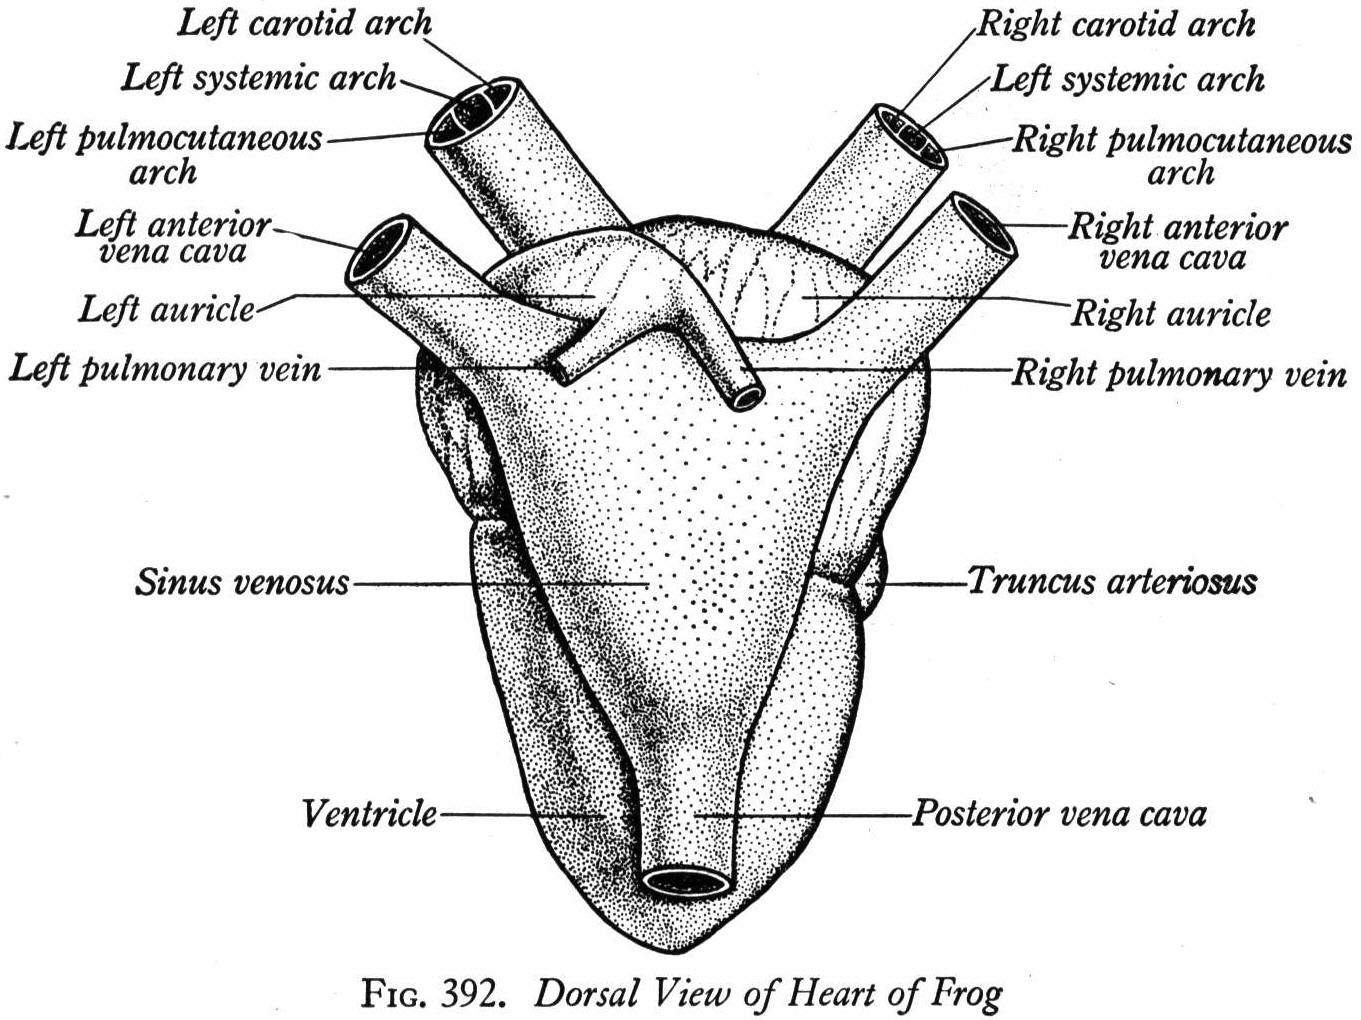 Left carotid arch
Left systemic arch
Left pulmocutaneous
arch
Left anterior
vena cava
Left auricle
Left pulmonary vein
Sinus venosus
Ventricle
Right carotid arch
Left systemic arch
Right pulmocutaneous
arch
Right anterior
vena cava
Right auricle
Right pulmonary vein
Truncus arteriosus
Posterior vena cava
FIG. 392. Dorsal View of Heart of Frog